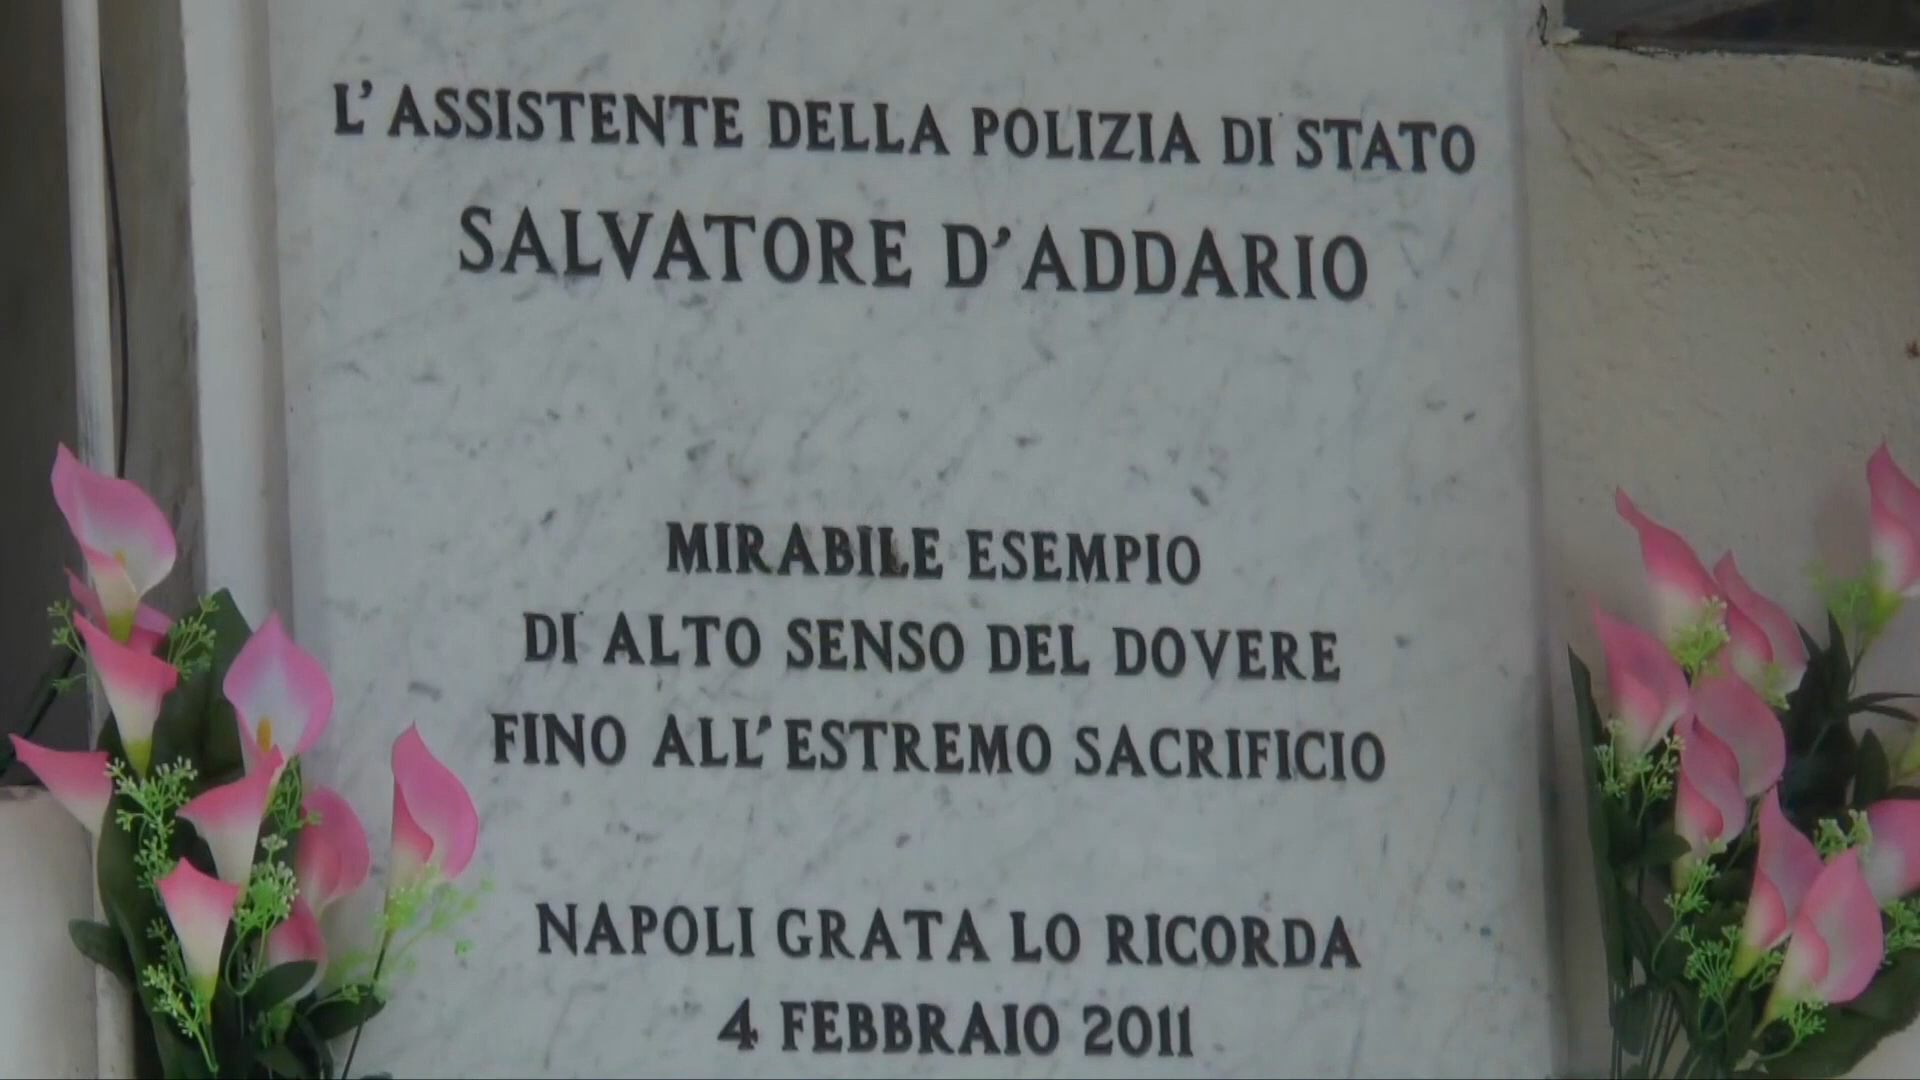 L'ASSISTENTE DELLA POLIZIA DI STATO
SALVATORE D'ADDARIO
MIRABILE ESEMPIO
DI ALTO SENSO DEL DOVERE
FINO ALL'ESTREMO SACRIFICIO
NAPOLI GRATA LO RICORDA
4 FEBBRAIO 2011